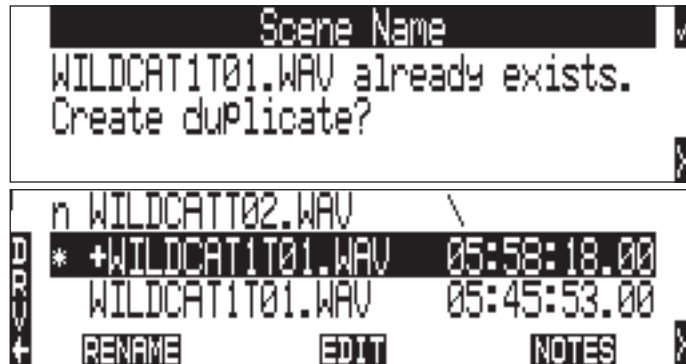 Scene Name
WILDCAT1T01.WAV already exists.
Create duplicate?
n WILDCATT02.WAV \
* +WILDCAT1T01.WAV 05:58:18.00
WILDCAT1T01.WAV 05:45:53.00
DRV
RENAME EDIT NOTES